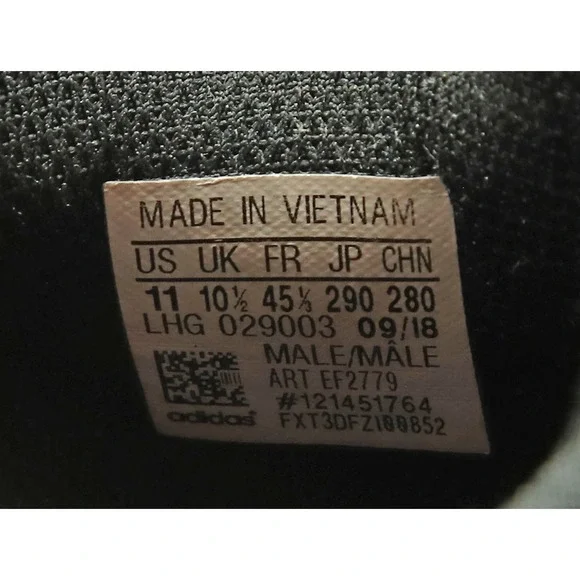 MADE IN VIETNAM
US UK FR JP CHN
11 10½ 45⅓ 290 280
LHG 029003 09/18
MALE/MÂLE
ART EF2779
#121451764
adidas® FXT3DFZI00852